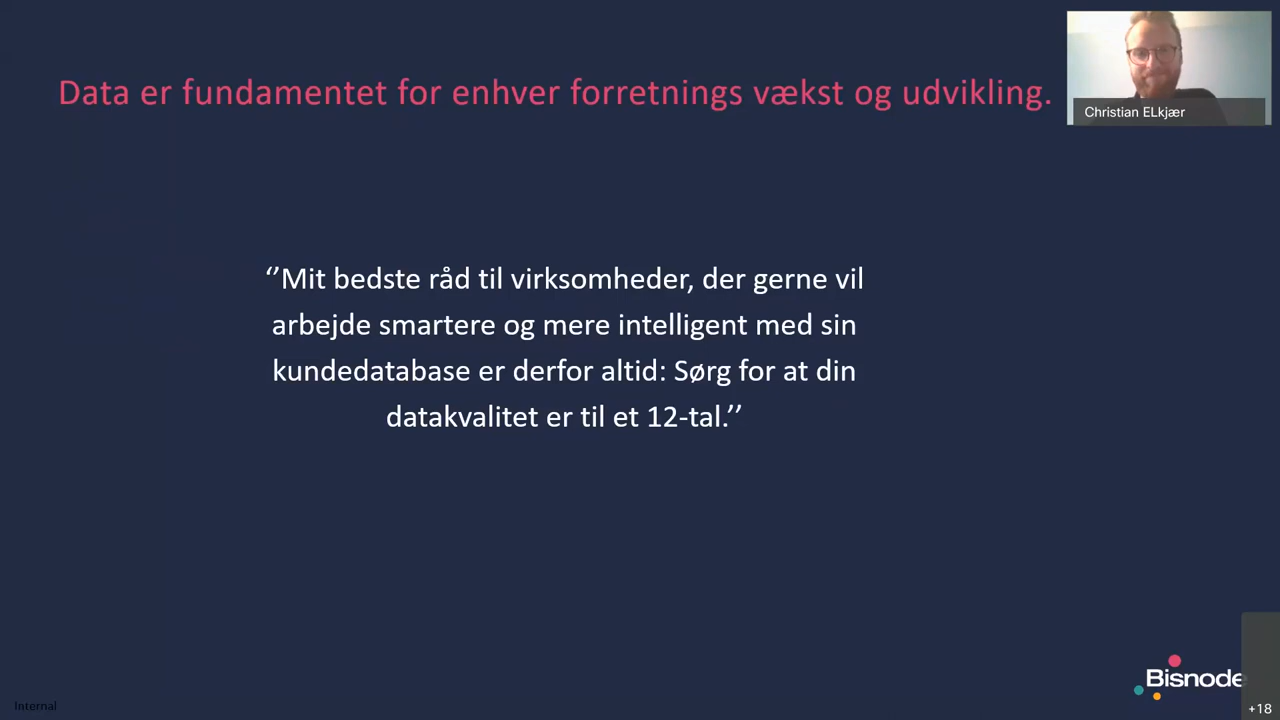 Data er fundamentet for enhver forretnings vækst og udvikling.
Christian ELkjær
‘’Mit bedste råd til virksomheder, der gerne vil
arbejde smartere og mere intelligent med sin
kundedatabase er derfor altid: Sørg for at din
datakvalitet er til et 12-tal.’’
Bisnode
Internal
+18